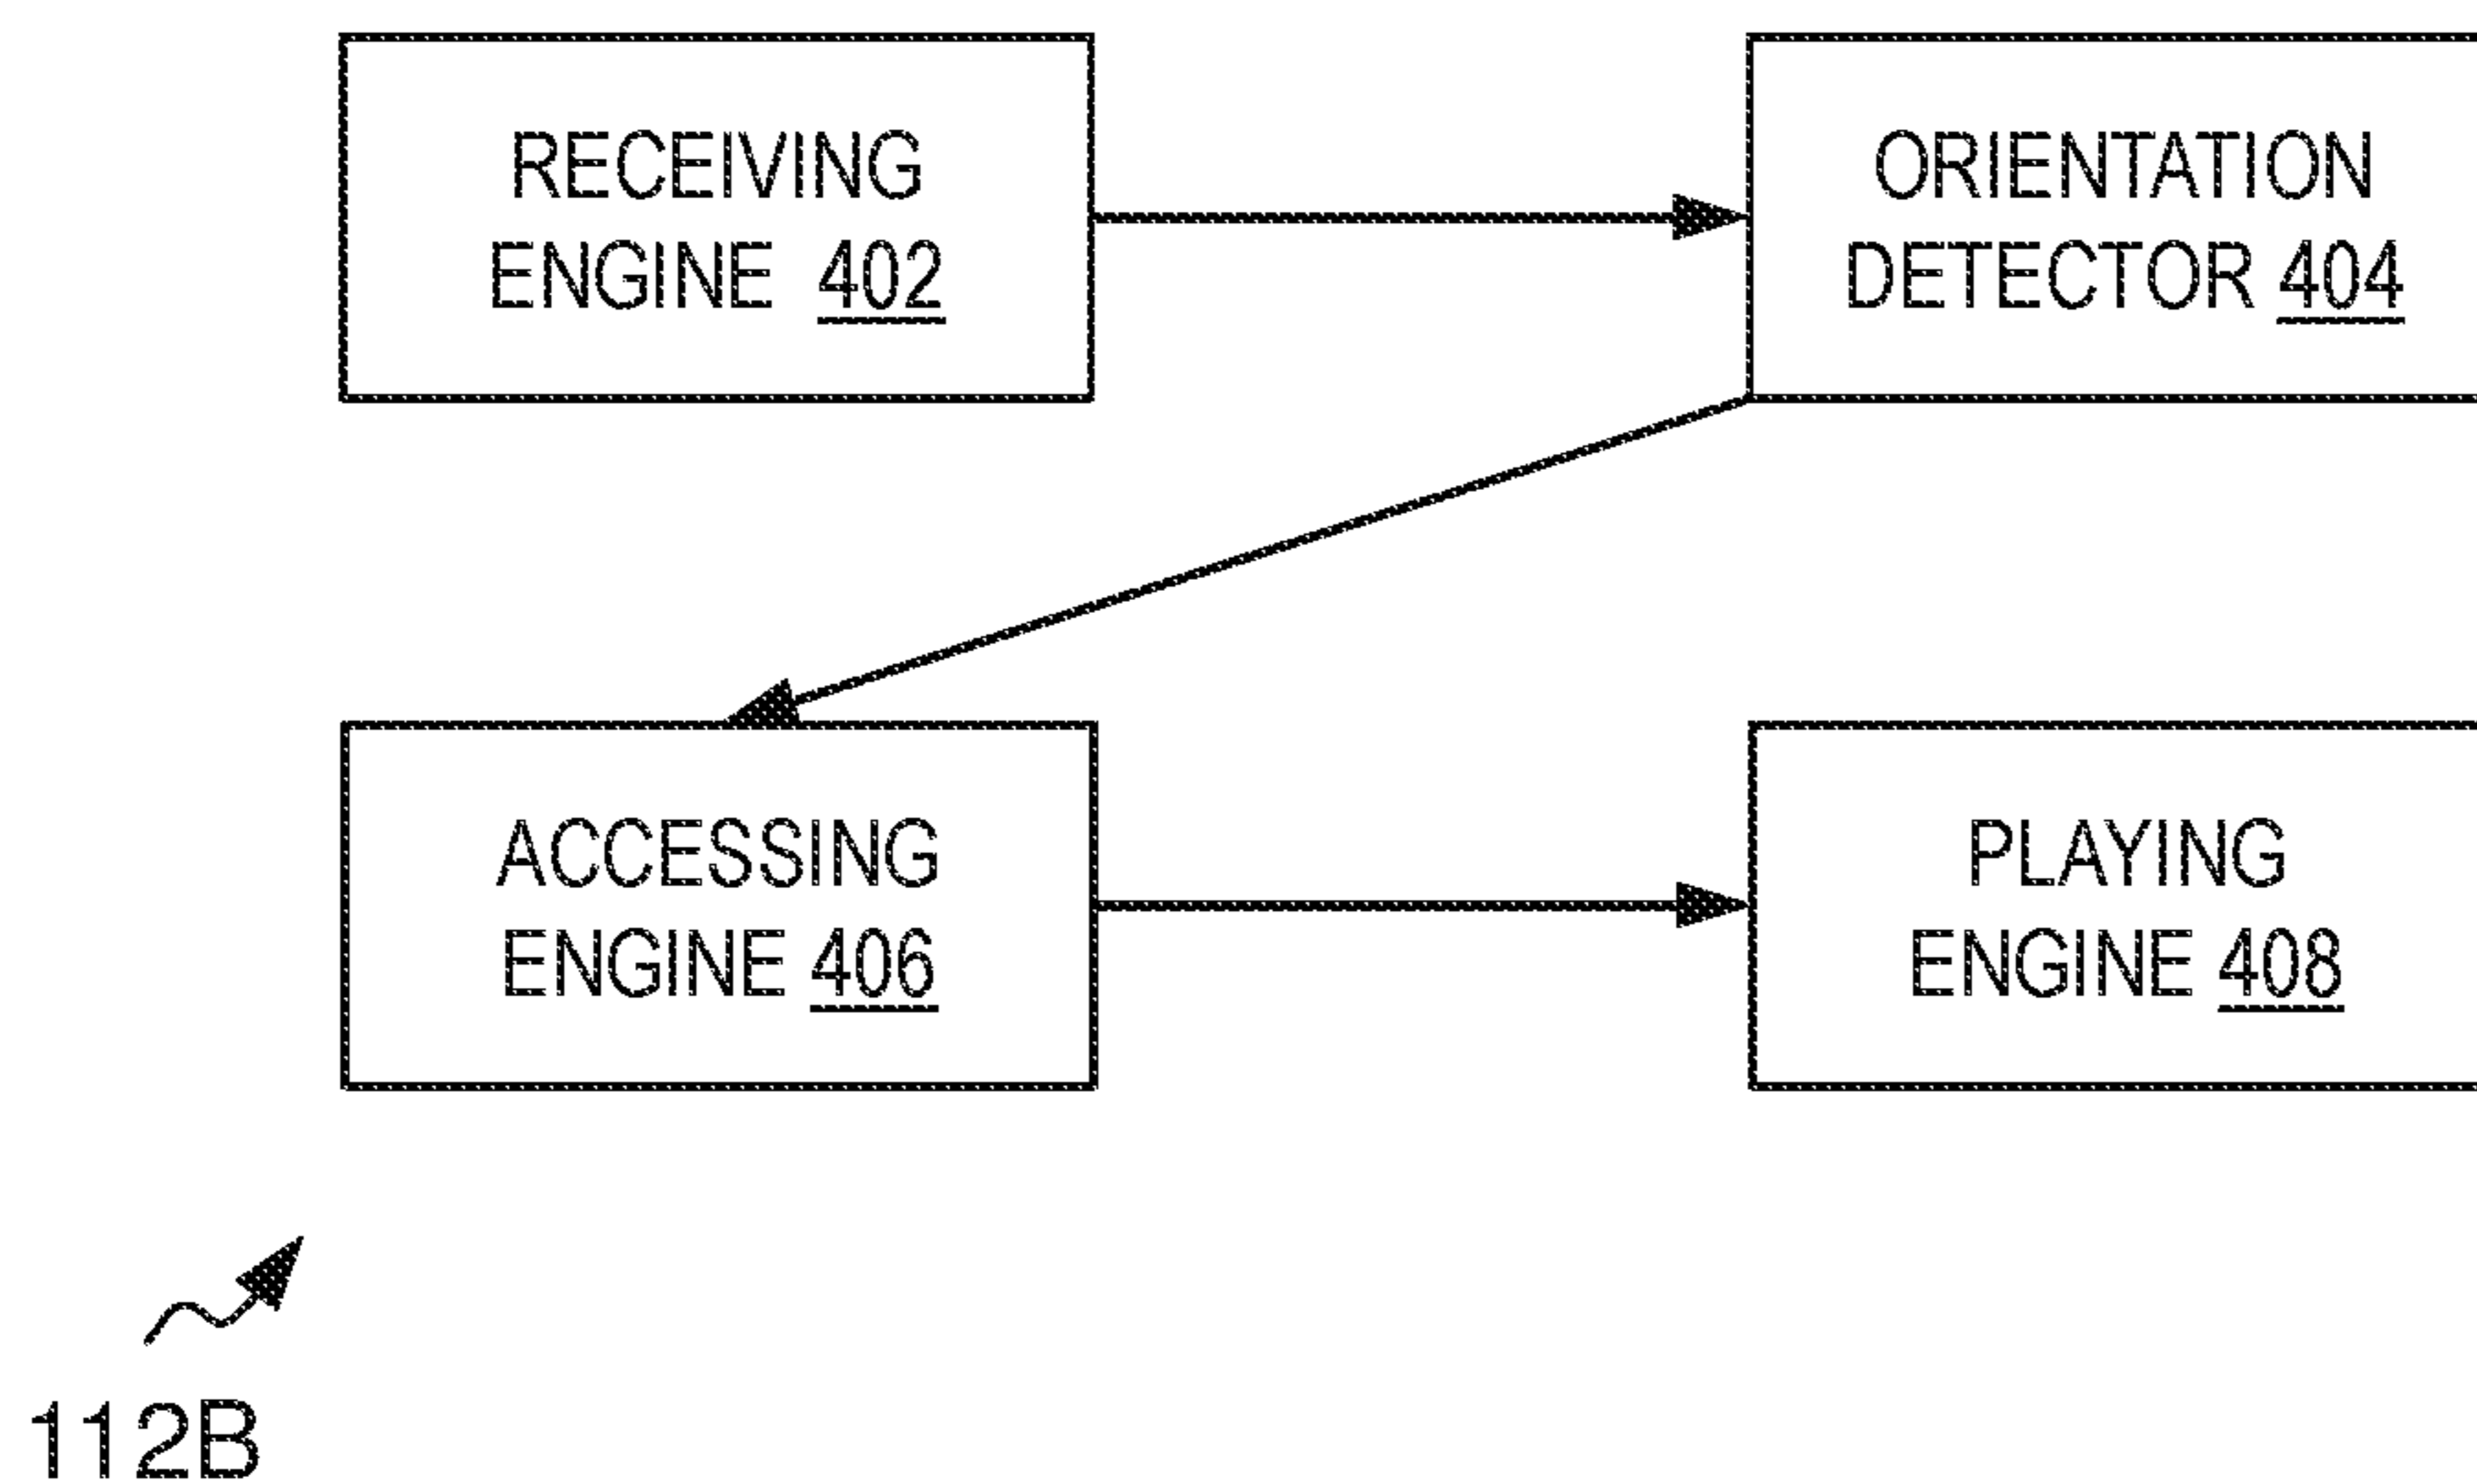 RECEIVING
ENGINE 402
ORIENTATION
DETECTOR 404
ACCESSING
ENGINE 406
PLAYING
ENGINE 408
112B